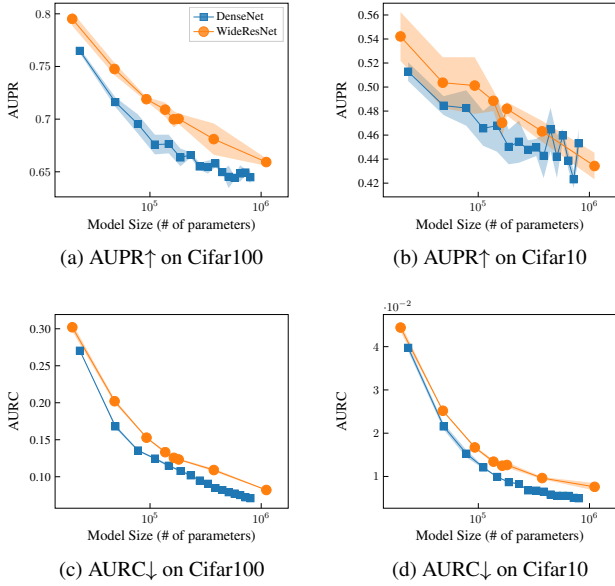 DenseNet
WideResNet
0.8
0.75
0.7
0.65
AUPR
10^5
10^6
Model Size (# of parameters)
(a) AUPR↑ on Cifar100
0.56
0.54
0.52
0.50
0.48
0.46
0.44
0.42
AUPR
10^5
10^6
Model Size (# of parameters)
(b) AUPR↑ on Cifar10
0.30
0.25
0.20
0.15
0.10
AURC
10^5
10^6
Model Size (# of parameters)
(c) AURC↓ on Cifar100
·10^−2
4
3
2
1
AURC
10^5
10^6
Model Size (# of parameters)
(d) AURC↓ on Cifar10